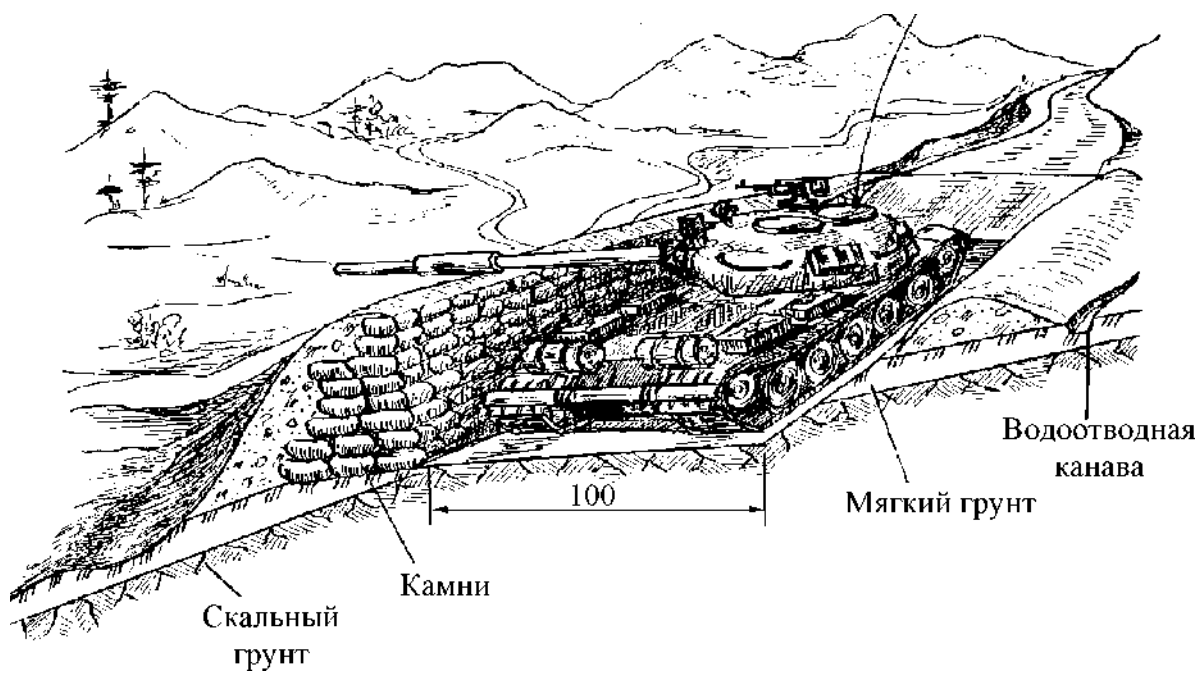 Водоотводная
канава
100
Мягкий грунт
Камни
Скальный
грунт